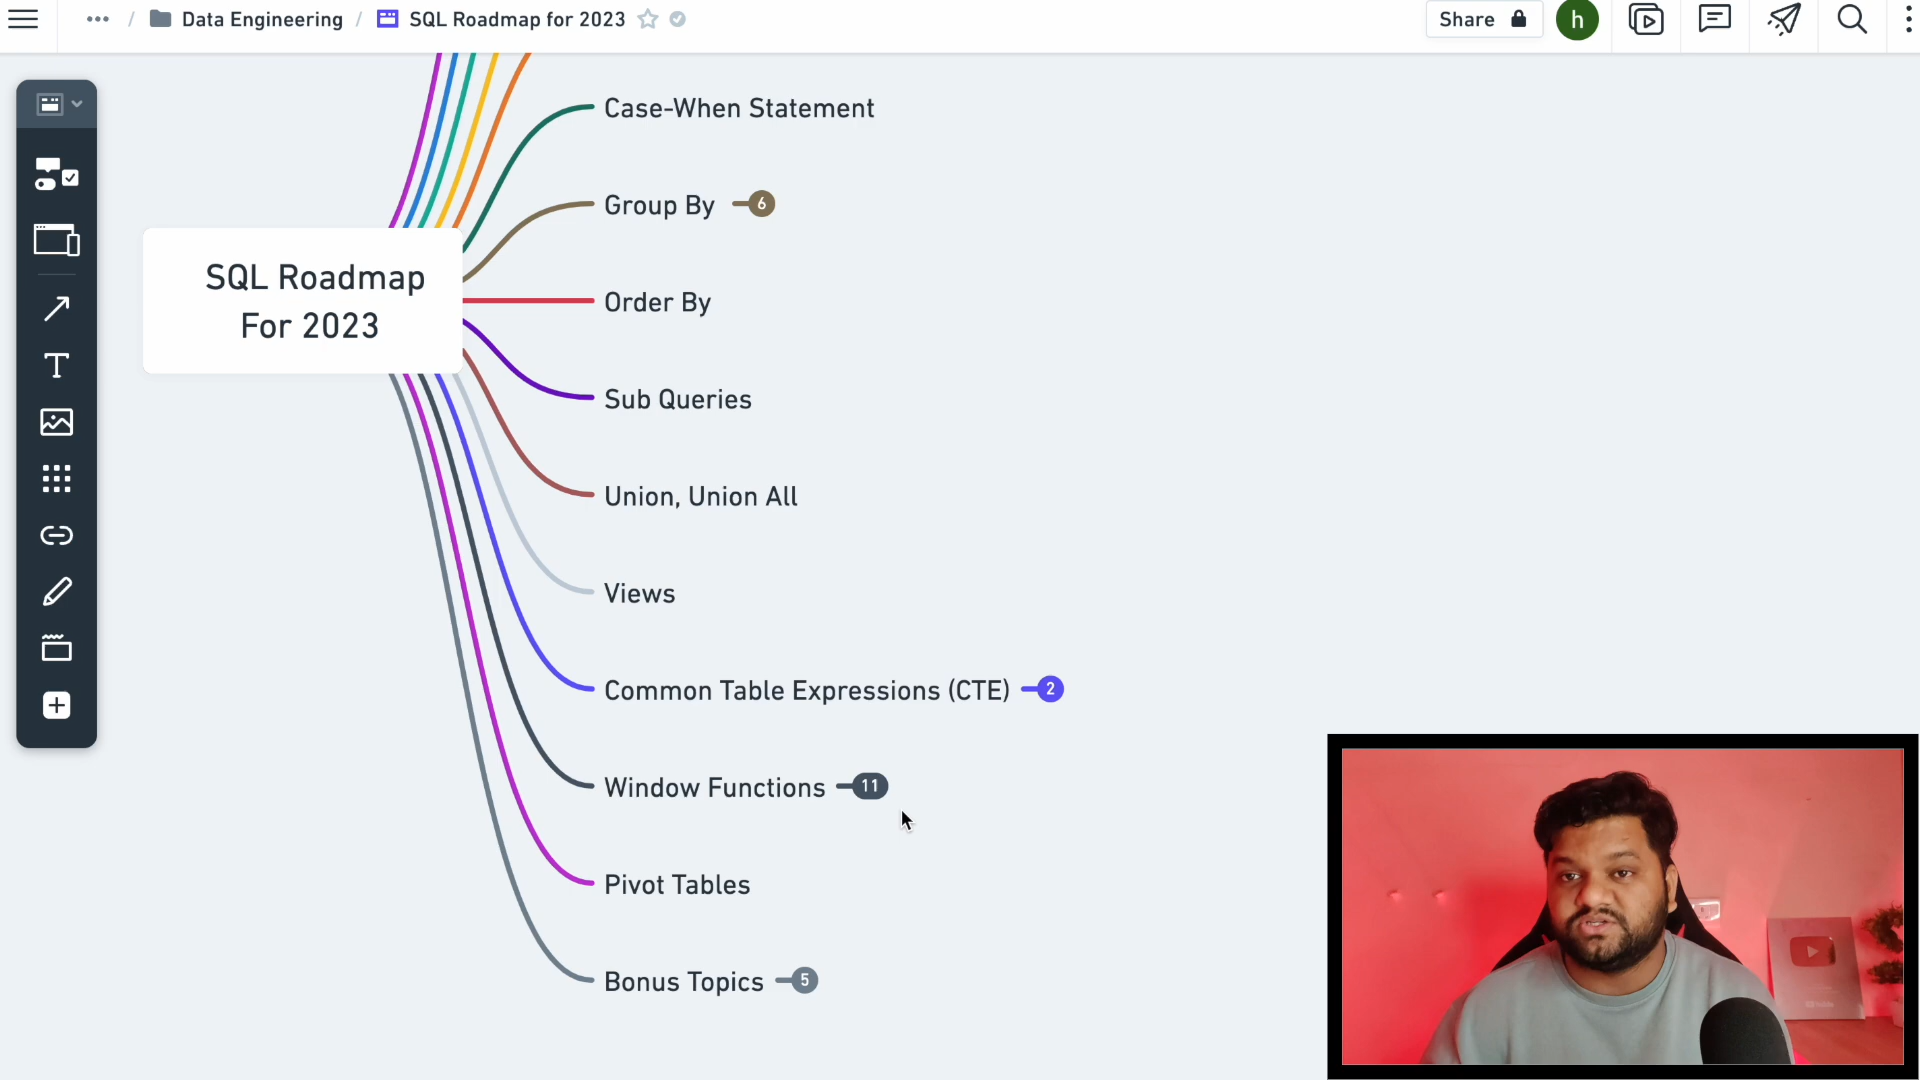 ••• / Data Engineering / SQL Roadmap for 2023
Share
h
Case-When Statement
Group By 6
SQL Roadmap
For 2023
Order By
Sub Queries
Union, Union All
Views
Common Table Expressions (CTE) 2
Window Functions 11
Pivot Tables
Bonus Topics 5